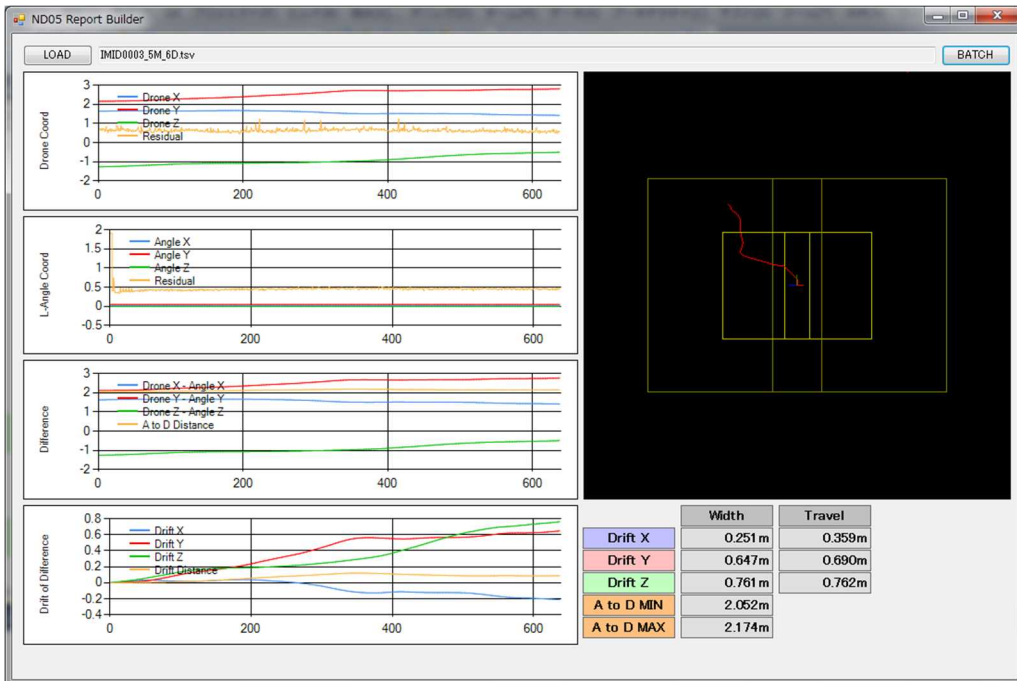 ND05 Report Builder
LOAD IMID0003_5M_6D.tsv BATCH
Drone Coord
3
2
1
0
-1
-2
Drone X
Drone Y
Drone Z
Residual
0 200 400 600
L-Angle Coord
2
1.5
1
0.5
0
-0.5
Angle X
Angle Y
Angle Z
Residual
0 200 400 600
Difference
3
2
1
0
-1
-2
Drone X - Angle X
Drone Y - Angle Y
Drone Z - Angle Z
A to D Distance
0 200 400 600
Drift of Difference
0.8
0.6
0.4
0.2
0
-0.2
-0.4
Drift X
Drift Y
Drift Z
Drift Distance
0 200 400 600
Width Travel
Drift X 0.251 m 0.359m
Drift Y 0.647 m 0.690m
Drift Z 0.761 m 0.762m
A to D MIN 2.052m
A to D MAX 2.174m